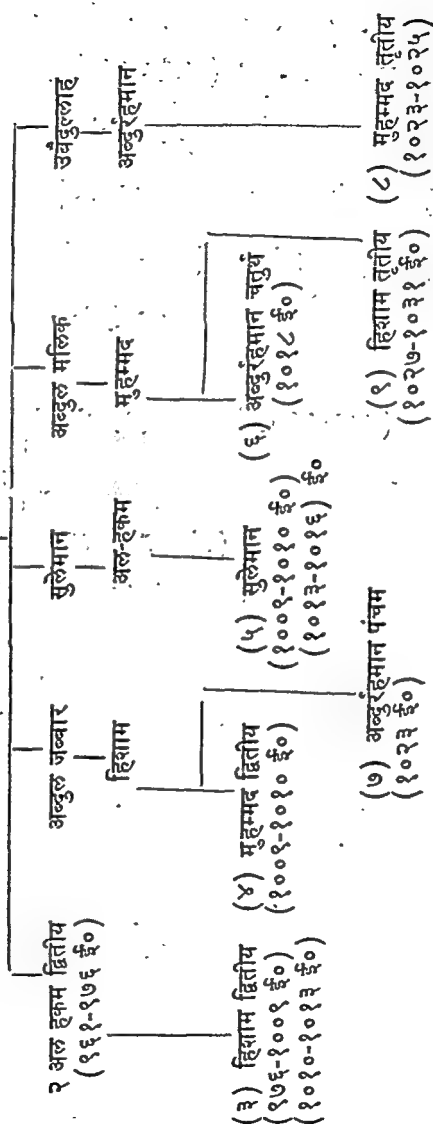 २ अल हकम द्वितीय
(९६१-९७६ ई०)
अब्दुल जब्बार
सुलेमान
अब्दुल मलिक
उबैदुल्लाह
हिशाम
अल-हकम
मुहम्मद
अब्दुर्रहमान
(३) हिशाम द्वितीय
(९७६-१००९ ई०)
(१०१०-१०१३ ई०)
(४) मुहम्मद द्वितीय
(१००९-१०१० ई०)
(५) सुलेमान
(१००९-१०१० ई०)
(१०१३-१०१६) ई०
(६) अब्दुर्रहमान चतुर्थ
(१०१८ ई०)
(७) अब्दुर्रहमान पंचम
(१०२३ ई०)
(९) हिशाम तृतीय
(१०२७-१०३१ ई०)
(८) मुहम्मद तृतीय
(१०२३-१०२५)